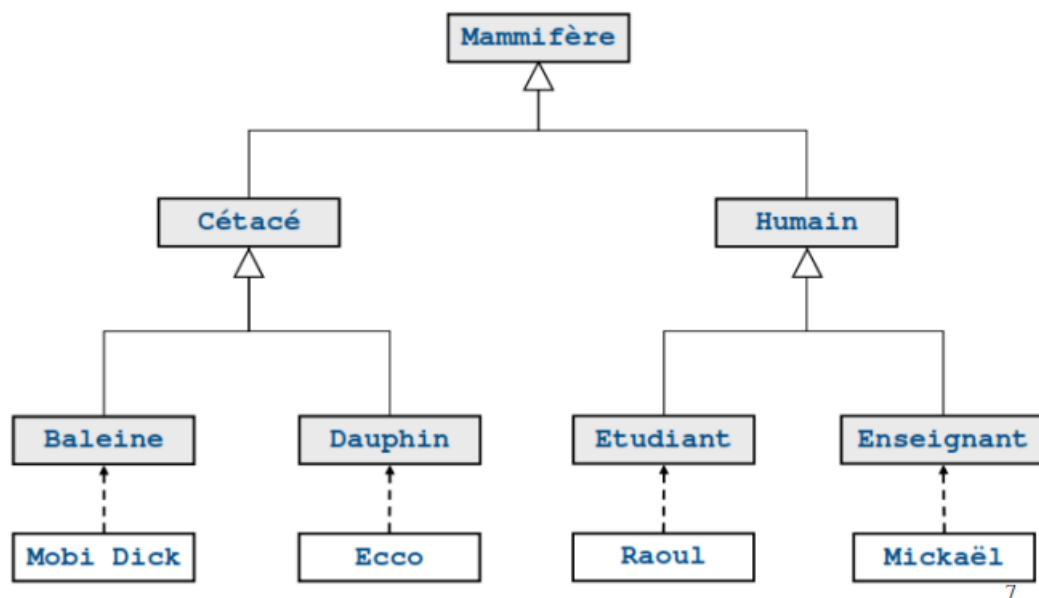 Mammifère
Cétacé
Humain
Baleine
Dauphin
Etudiant
Enseignant
Mobi Dick
Ecco
Raoul
Mickaël
7